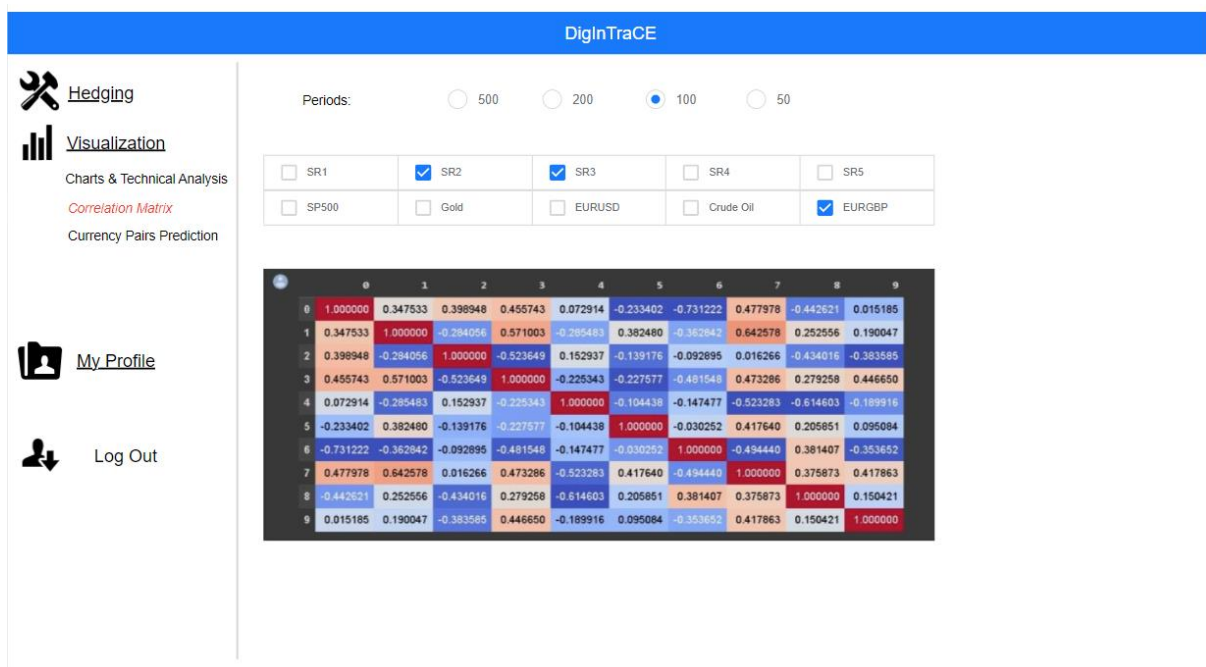 DigInTraCE
Hedging
Visualization
Charts & Technical Analysis
Correlation Matrix
Currency Pairs Prediction
My Profile
Log Out
Periods: 500 200 100 50
SR1 SR2 SR3 SR4 SR5
SP500 Gold EURUSD Crude Oil EURGBP
0 1 2 3 4 5 6 7 8 9
0 1.000000 0.347533 0.398948 0.455743 0.072914 -0.233402 -0.731222 0.477978 -0.442621 0.015185
1 0.347533 1.000000 -0.284056 0.571003 -0.285483 0.382480 -0.362842 0.642578 0.252556 0.190047
2 0.398948 -0.284056 1.000000 -0.523649 0.152937 -0.139176 -0.092895 0.016266 -0.434016 -0.383585
3 0.455743 0.571003 -0.523649 1.000000 -0.225343 -0.227577 -0.481548 0.473286 0.279258 0.446650
4 0.072914 -0.285483 0.152937 -0.225343 1.000000 -0.104438 -0.147477 -0.523283 -0.614603 -0.189916
5 -0.233402 0.382480 -0.139176 -0.227577 -0.104438 1.000000 -0.030252 0.417640 0.205851 0.095084
6 -0.731222 -0.362842 -0.092895 -0.481548 -0.147477 -0.030252 1.000000 -0.494440 0.381407 -0.353652
7 0.477978 0.642578 0.016266 0.473286 -0.523283 0.417640 -0.494440 1.000000 0.375873 0.417863
8 -0.442621 0.252556 -0.434016 0.279258 -0.614603 0.205851 0.381407 0.375873 1.000000 0.150421
9 0.015185 0.190047 -0.383585 0.446650 -0.189916 0.095084 -0.353652 0.417863 0.150421 1.000000